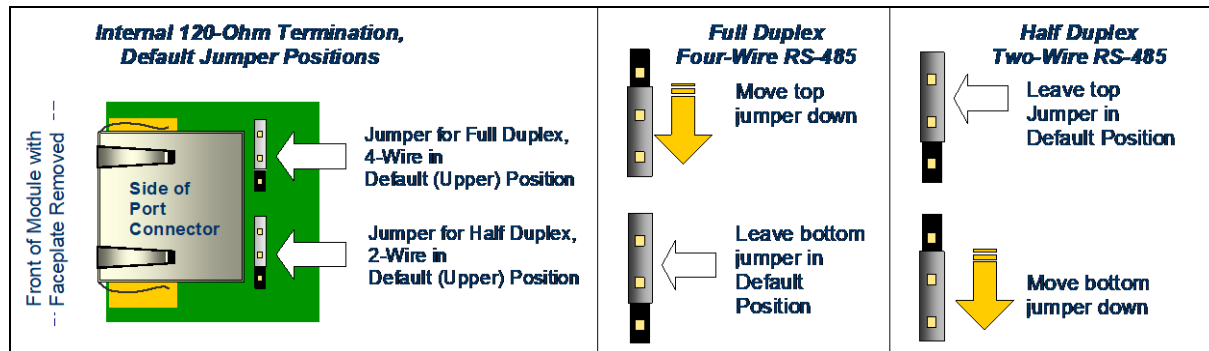 Internal 120-Ohm Termination,
Default Jumper Positions
Front of Module with
--- Faceplate Removed ---
Side of
Port
Connector
Jumper for Full Duplex,
4-Wire in
Default (Upper) Position
Jumper for Half Duplex,
2-Wire in
Default (Upper) Position
Full Duplex
Four-Wire RS-485
Move top
jumper down
Leave bottom
jumper in
Default
Position
Half Duplex
Two-Wire RS-485
Leave top
Jumper in
Default Position
Move bottom
jumper down